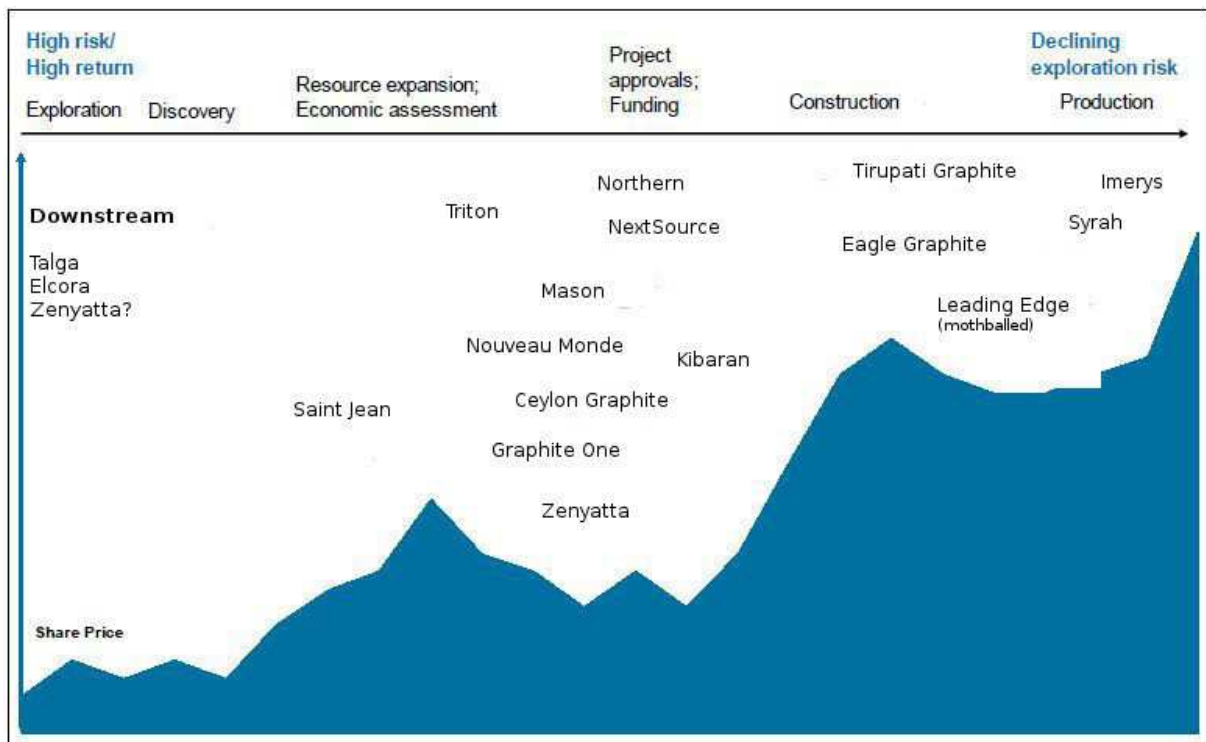 High risk/
High return
Declining
exploration risk
Exploration
Discovery
Resource expansion;
Economic assessment
Project
approvals;
Funding
Construction
Production
Downstream
Talga
Elcora
Zenyatta?
Triton
Northern
NextSource
Tirupati Graphite
Imerys
Syrah
Eagle Graphite
Mason
Leading Edge
(mothballed)
Nouveau Monde
Kibaran
Saint Jean
Ceylon Graphite
Graphite One
Zenyatta
Share Price